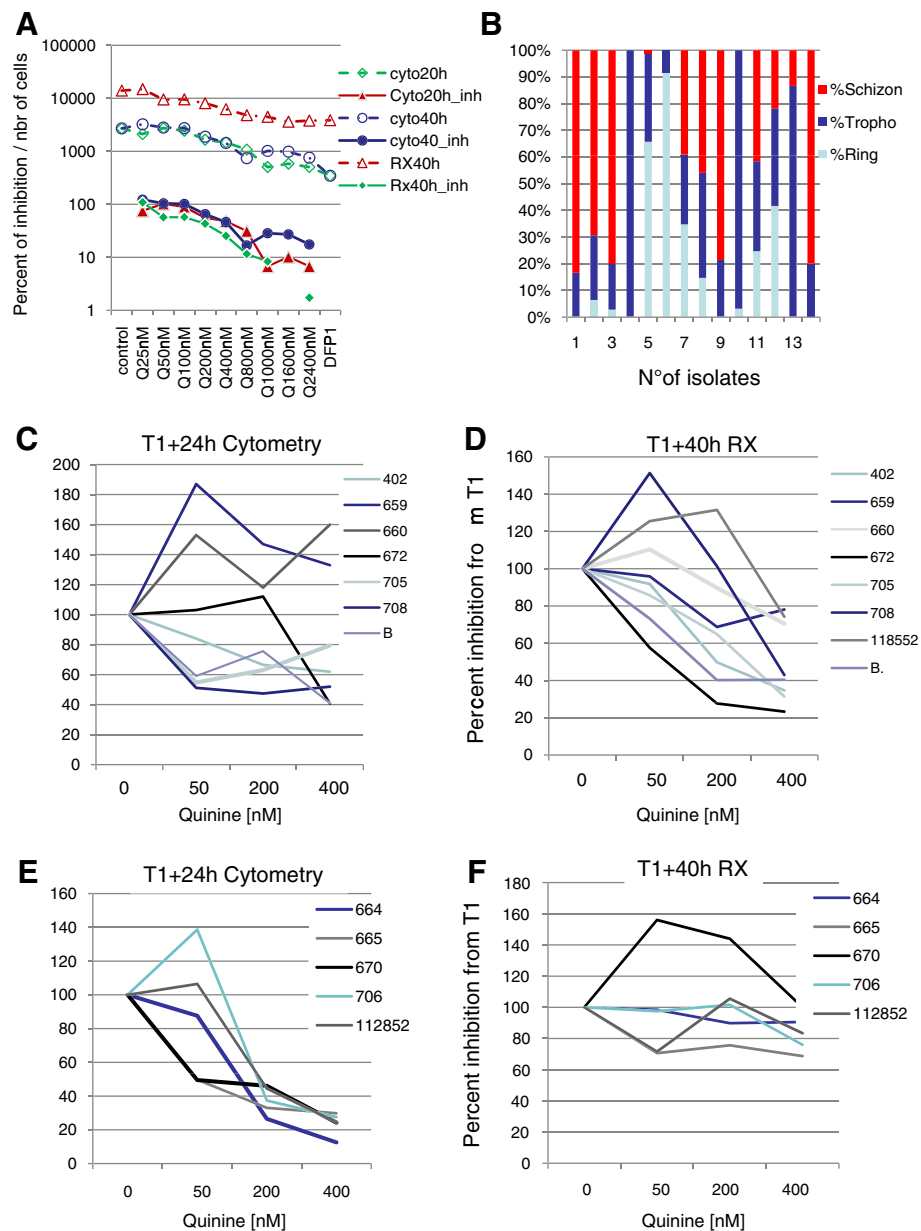 A
100000
10000
1000
100
10
1
Percent of inhibition / nbr of cells
control
Q25nM
Q50nM
Q100nM
Q200nM
Q400nM
Q800nM
Q1000nM
Q1600nM
Q2400nM
DFP1
cyto20h
Cyto20h_inh
cyto40h
cyto40_inh
RX40h
Rx40h_inh
B
100%
90%
80%
70%
60%
50%
40%
30%
20%
10%
0%
1 3 5 7 9 11 13
N°of isolates
%Schizon
%Tropho
%Ring
C
T1+24h Cytometry
200
180
160
140
120
100
80
60
40
20
0
0 50 200 400
Quinine [nM]
402
659
660
672
705
708
B
D
T1+40h RX
Percent inhibition fro m T1
160
140
120
100
80
60
40
20
0
0 50 200 400
Quinine [nM]
402
659
660
672
705
708
118552
B.
E
T1+24h Cytometry
160
140
120
100
80
60
40
20
0
0 50 200 400
Quinine [nM]
664
665
670
706
112852
F
T1+40h RX
Percent inhibition from T1
180
160
140
120
100
80
60
40
20
0
0 50 200 400
Quinine [nM]
664
665
670
706
112852